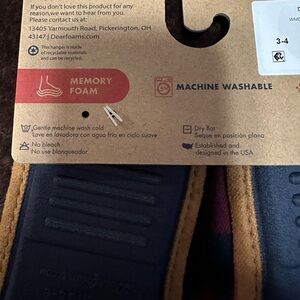 If you don't love this product for any
reason,we want to hear from you.
Please contact us at:
13405 Yarmouth Road, Pickerington, OH
43147 | Dearfoams.com
This hanger is made
of recyclable materials
and can be recycled.
3-4
MEMORY
FOAM
MACHINE WASHABLE
Gentle machine wash cold
Lave en lavadora con agua fría en ciclo suave
No bleach
No use blanqueador
Dry flat
Seque en posición plana
Established and
designed in the USA